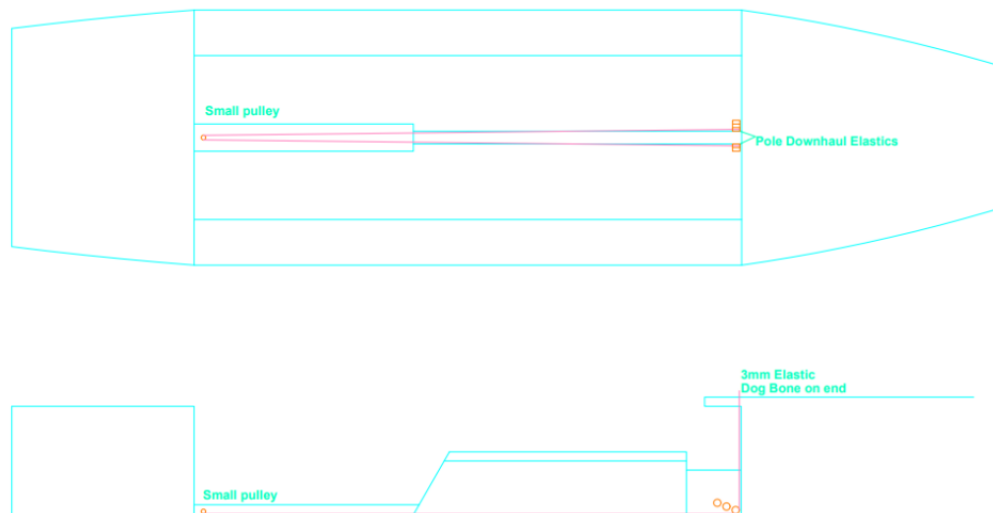 Small pulley
Pole Downhaul Elastics
3mm Elastic
Dog Bone on end
Small pulley